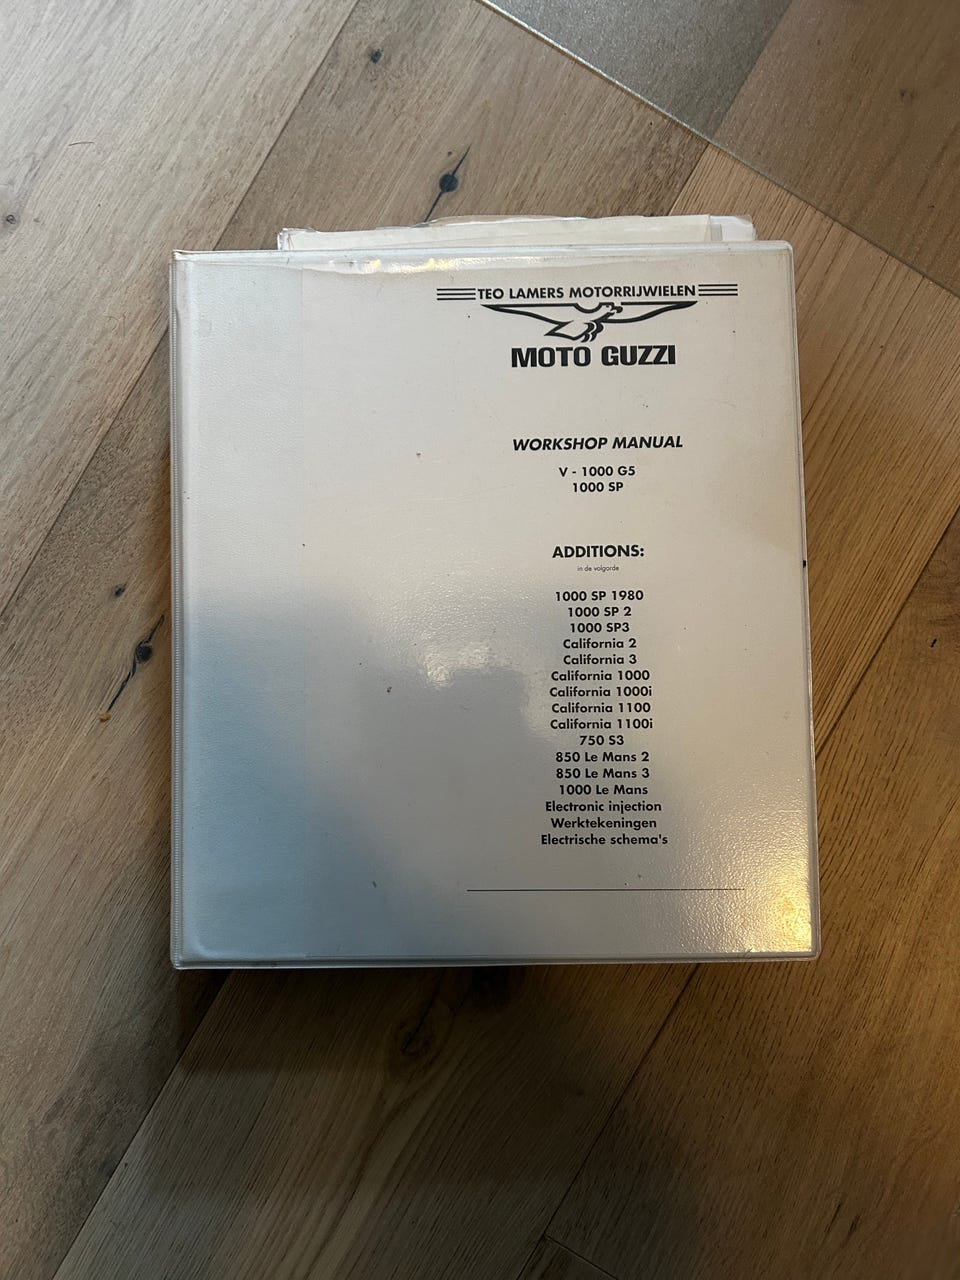 TEO LAMERS MOTORRIJWIELEN
MOTO GUZZI
WORKSHOP MANUAL
V - 1000 G5
1000 SP
ADDITIONS:
in de volgorde
1000 SP 1980
1000 SP 2
1000 SP3
California 2
California 3
California 1000
California 1000i
California 1100
California 1100i
750 S3
850 Le Mans 2
850 Le Mans 3
1000 Le Mans
Electronic injection
Werktekeningen
Electrische schema's